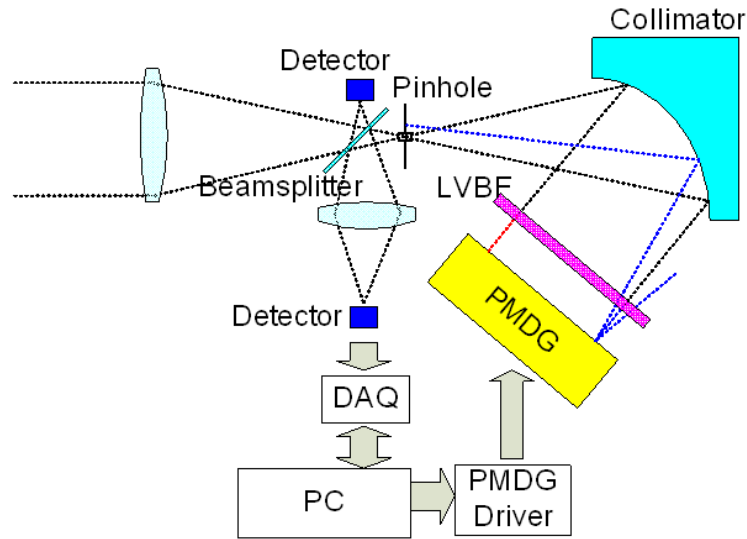 Collimator
Detector
Pinhole
Beamsplitter
LVBF
PMDG
Detector
DAQ
PC
PMDG
Driver